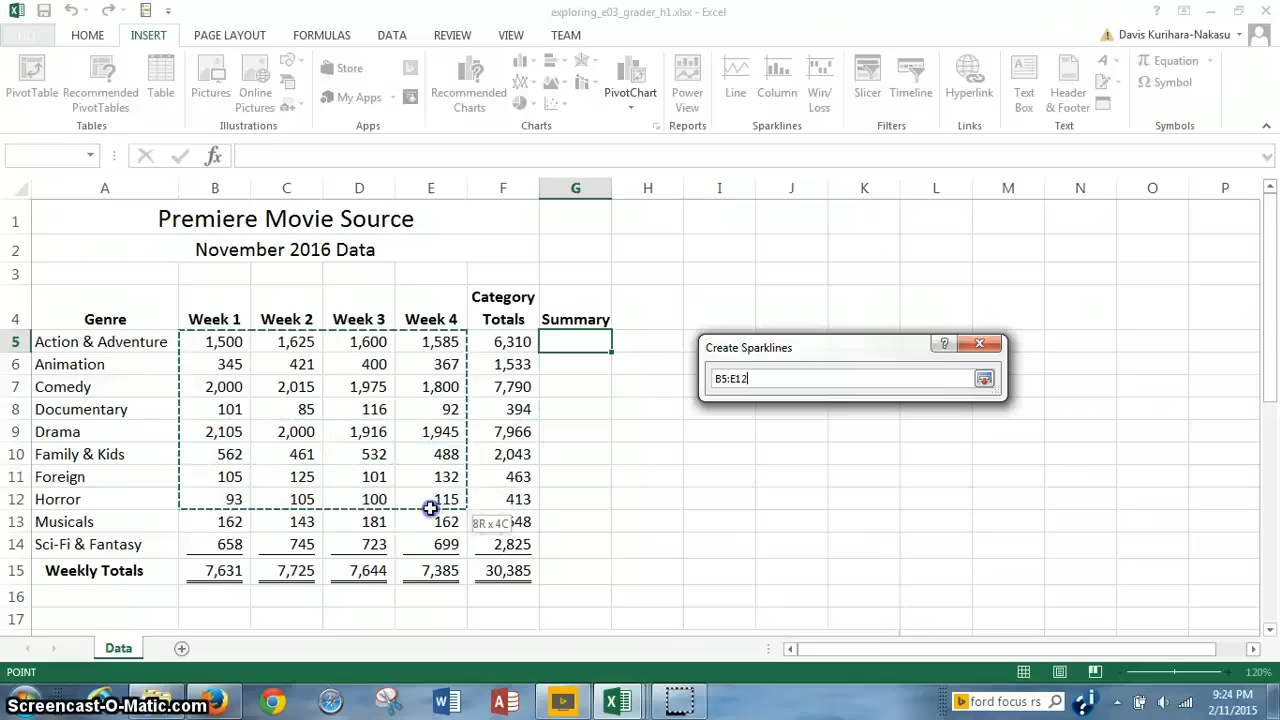 exploring_e03_grader_h1.xlsx - Excel
HOME INSERT PAGE LAYOUT FORMULAS DATA REVIEW VIEW TEAM Davis Kurihara-Nakasu
PivotTable Recommended PivotTables Table Pictures Online Pictures Store My Apps Recommended Charts PivotChart Power View Line Column Win/Loss Slicer Timeline Hyperlink Text Box Header & Footer Equation Symbol
Tables Illustrations Apps Charts Reports Sparklines Filters Links Text Symbols
fx
A B C D E F G H I J K L M N O P
1 Premiere Movie Source
2 November 2016 Data
3
Category
4 Genre Week 1 Week 2 Week 3 Week 4 Totals Summary
5 Action & Adventure 1,500 1,625 1,600 1,585 6,310
6 Animation 345 421 400 367 1,533
7 Comedy 2,000 2,015 1,975 1,800 7,790
8 Documentary 101 85 116 92 394
9 Drama 2,105 2,000 1,916 1,945 7,966
10 Family & Kids 562 461 532 488 2,043
11 Foreign 105 125 101 132 463
12 Horror 93 105 100 115 413
13 Musicals 162 143 181 162 648
8R x 4C
14 Sci-Fi & Fantasy 658 745 723 699 2,825
15 Weekly Totals 7,631 7,725 7,644 7,385 30,385
16
17
Create Sparklines
B5:E12
Data
POINT 120%
Screencast-O-Matic.com
ford focus rs
9:24 PM
2/11/2015